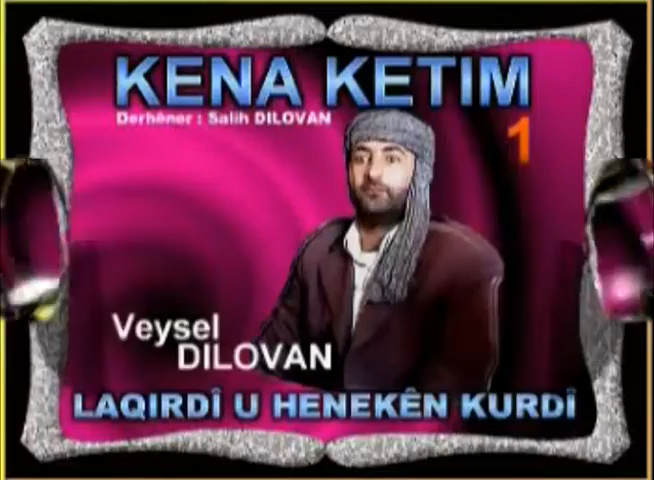 KENA KETIM
Derhêner : Salih DILOVAN
1
Veysel
DILOVAN
LAQIRDÎ U HENEKÊN KURDÎ